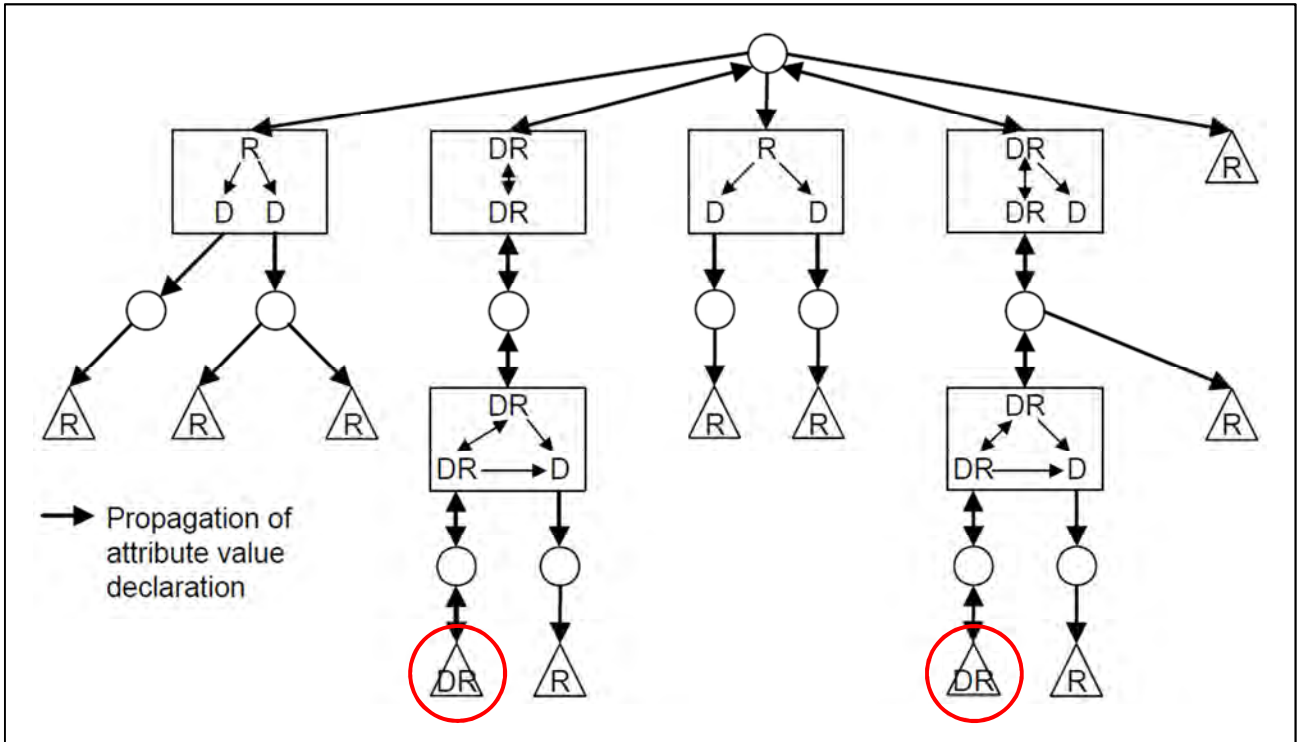 R DR R DR
R
D D DR D D DR D
R R R DR R R DR R
DR D DR D
Propagation of
attribute value
declaration
DR R DR R